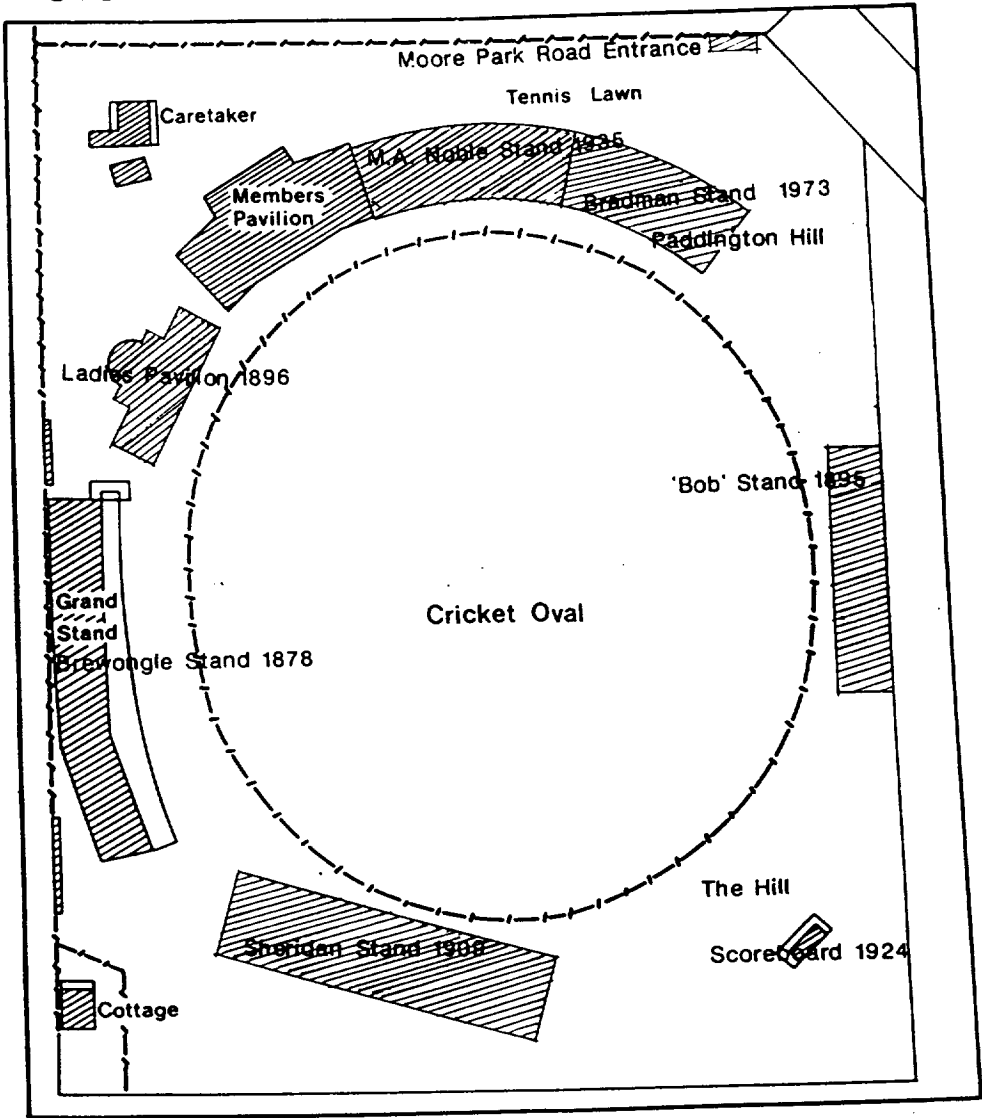 Moore Park Road Entrance
Tennis Lawn
Caretaker
M.A. Noble Stand 1935
Members
Pavilion
Bradman Stand 1973
Paddington Hill
Ladies Pavilion 1896
'Bob' Stand 1895
Grand
Stand
Cricket Oval
Brewongle Stand 1878
The Hill
Sheridan Stand 1909
Scoreboard 1924
Cottage